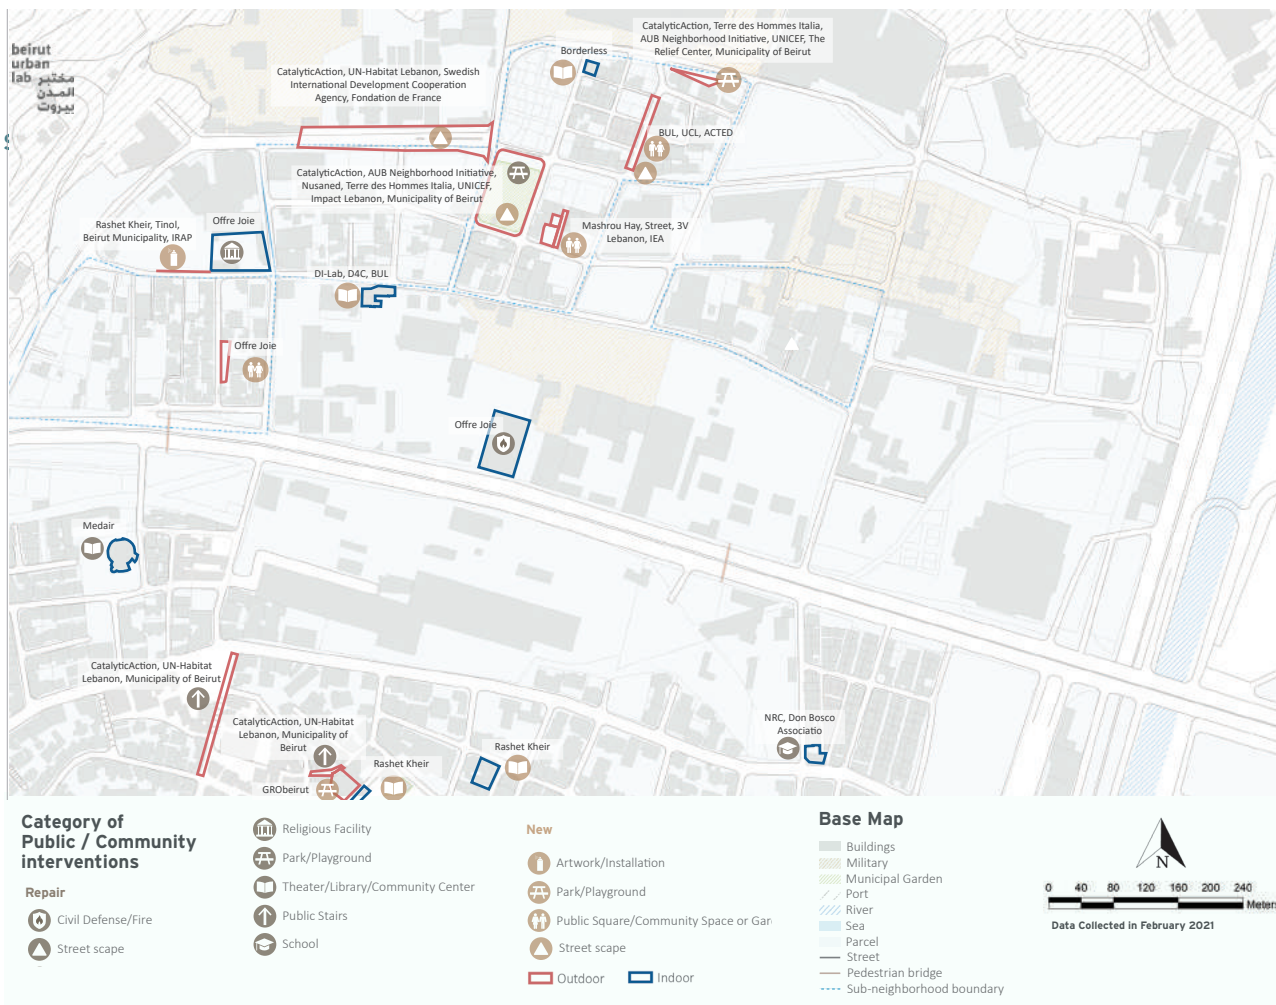 beirut
urban
lab مختبر
المدن
بيروت
CatalyticAction, Terre des Hommes Italia,
AUB Neighborhood Initiative, UNICEF, The
Relief Center, Municipality of Beirut
Borderless
CatalyticAction, UN-Habitat Lebanon, Swedish
International Development Cooperation
Agency, Fondation de France
BUL, UCL, ACTED
CatalyticAction, AUB Neighborhood Initiative,
Nusaned, Terre des Hommes Italia, UNICEF,
Impact Lebanon, Municipality of Beirut
Rashet Kheir, Tinol,
Beirut Municipality, IRAP
Offre Joie
Mashrou Hay, Street, 3V
Lebanon, IEA
DI-Lab, D4C, BUL
Offre Joie
Offre Joie
Medair
CatalyticAction, UN-Habitat
Lebanon, Municipality of Beirut
CatalyticAction, UN-Habitat
Lebanon, Municipality of
Beirut
NRC, Don Bosco
Associatio
Rashet Kheir
Rashet Kheir
GRObeirut
Category of
Public / Community
interventions
Repair
Civil Defense/Fire
Street scape
Religious Facility
Park/Playground
Theater/Library/Community Center
Public Stairs
School
New
Artwork/Installation
Park/Playground
Public Square/Community Space or Gar
Street scape
Outdoor
Indoor
Base Map
Buildings
Military
Municipal Garden
Port
River
Sea
Parcel
Street
Pedestrian bridge
Sub-neighborhood boundary
N
0 40 80 120 160 200 240
Meters
Data Collected in February 2021